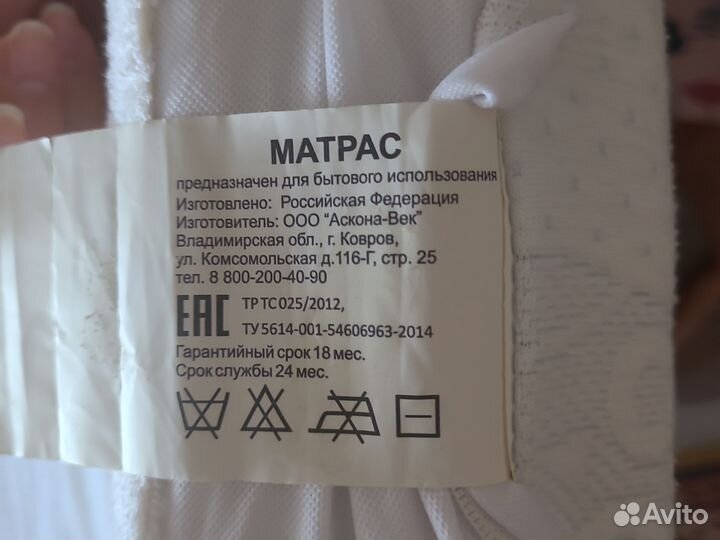 МАТРАС
предназначен для бытового использования
Изготовлено: Российская Федерация
Изготовитель: ООО "Аскона-Век"
Владимирская обл., г. Ковров,
ул. Комсомольская д.116-Г, стр. 25
тел. 8 800-200-40-90
ЕАС ТР ТС 025/2012,
ТУ 5614-001-54606963-2014
Гарантийный срок 18 мес.
Срок службы 24 мес.
Avito